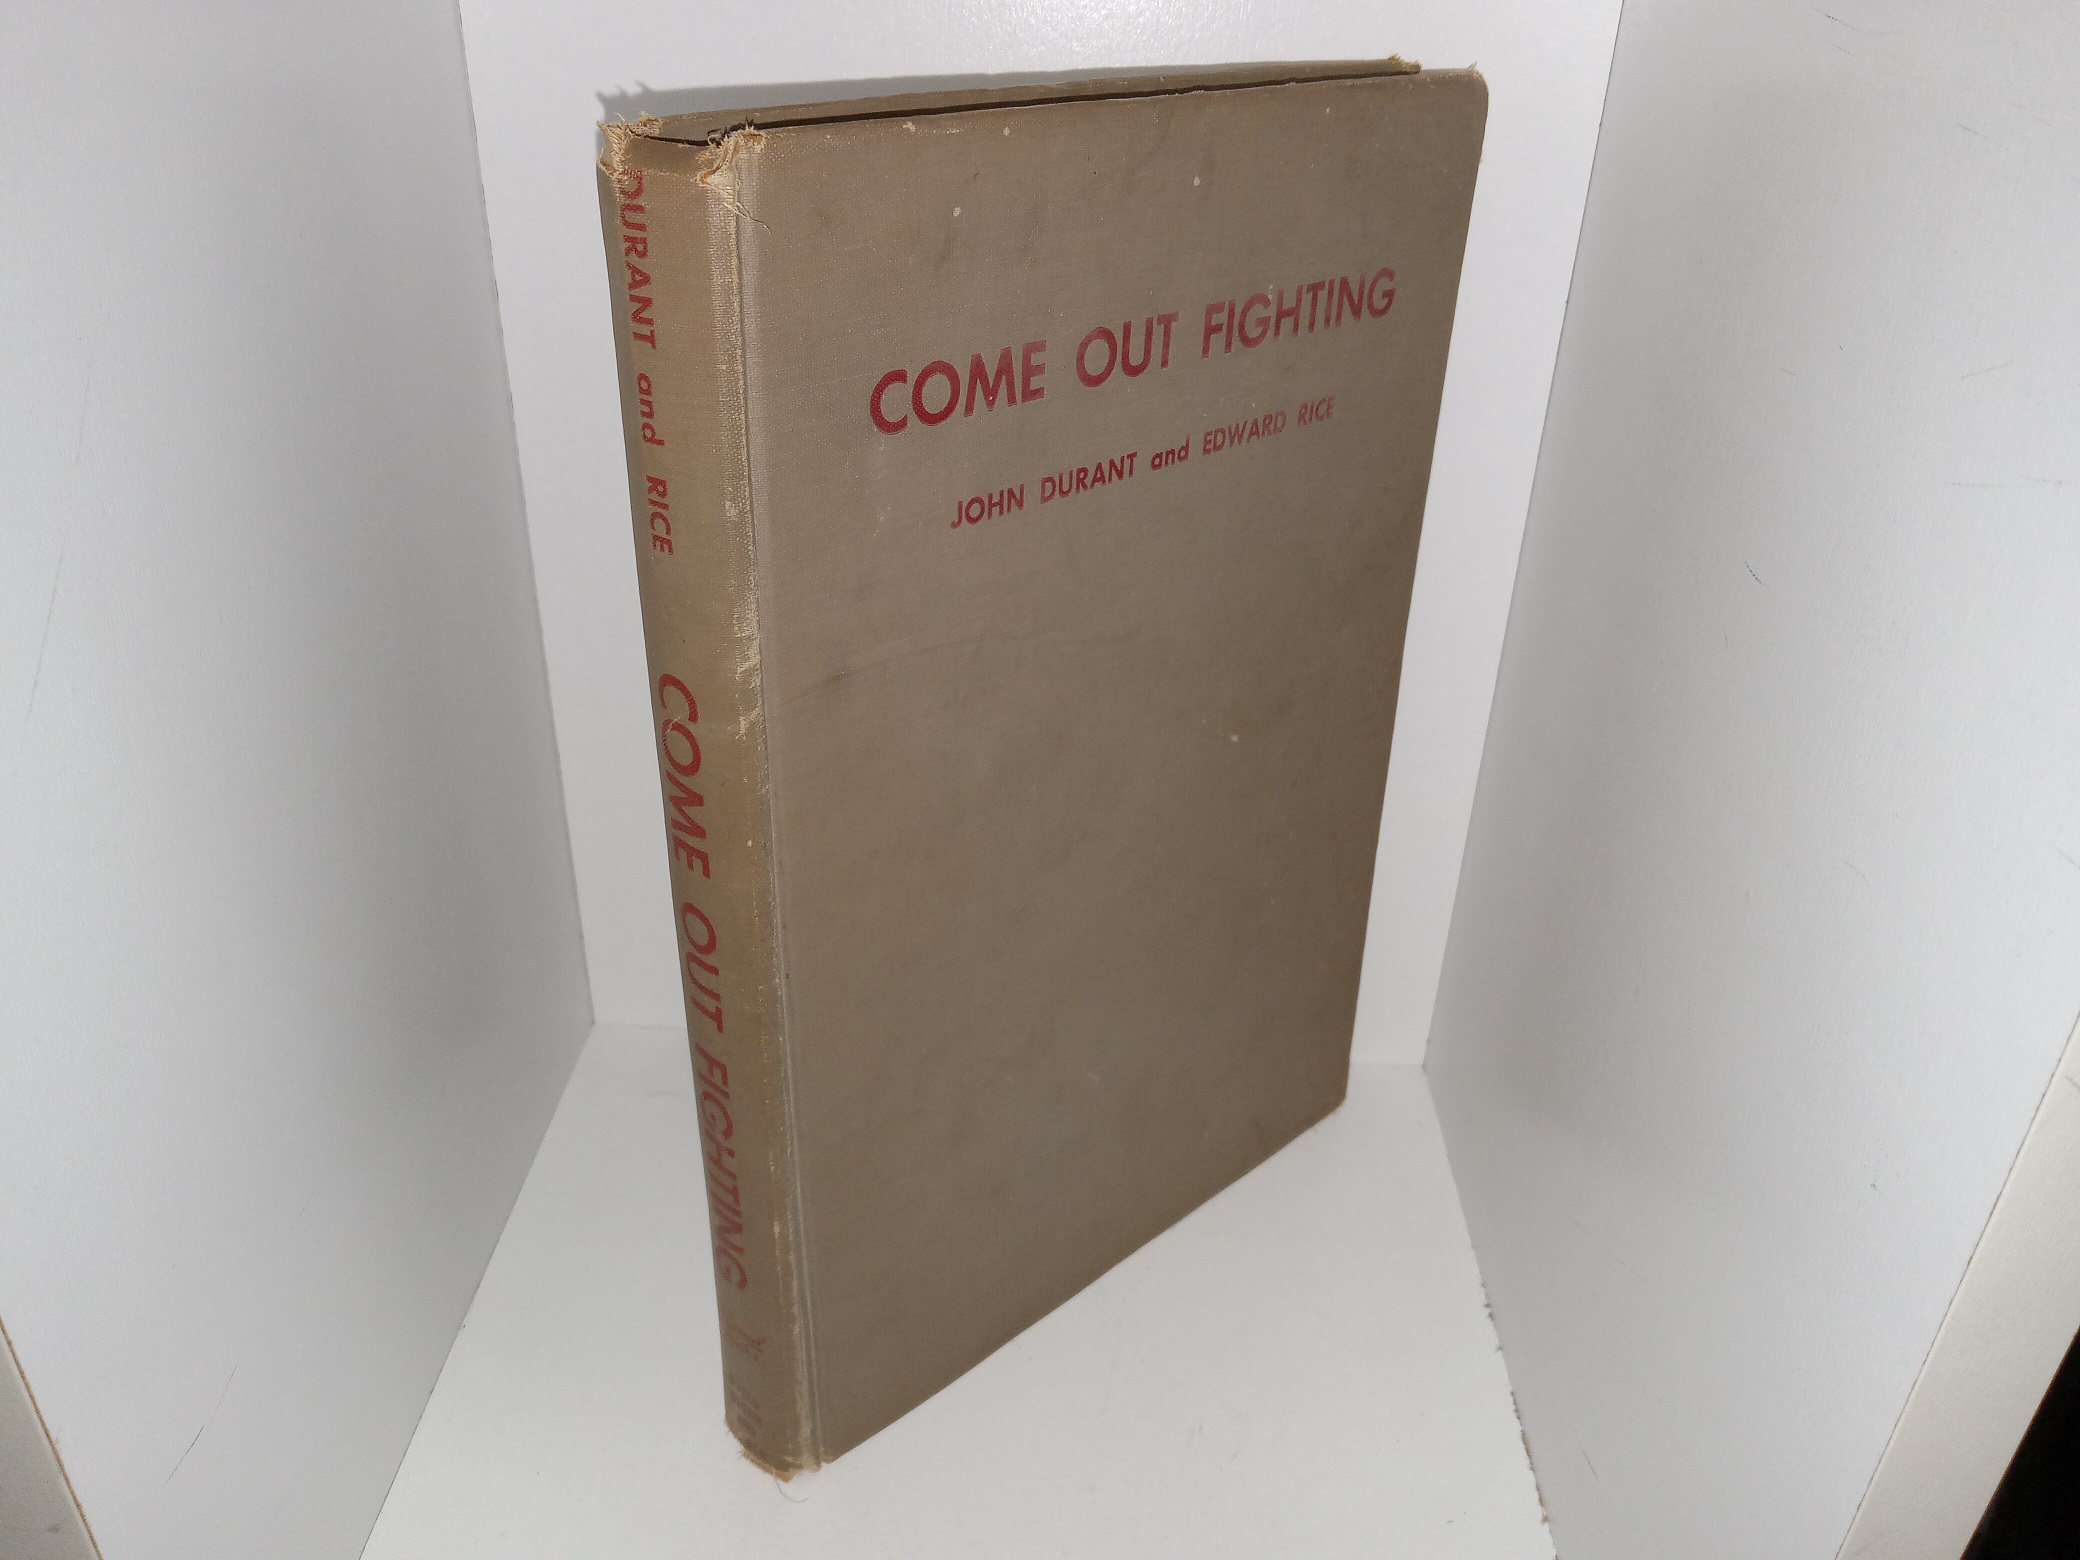 COME OUT FIGHTING
JOHN DURANT and EDWARD RICE
DURANT and RICE COME OUT FIGHTING